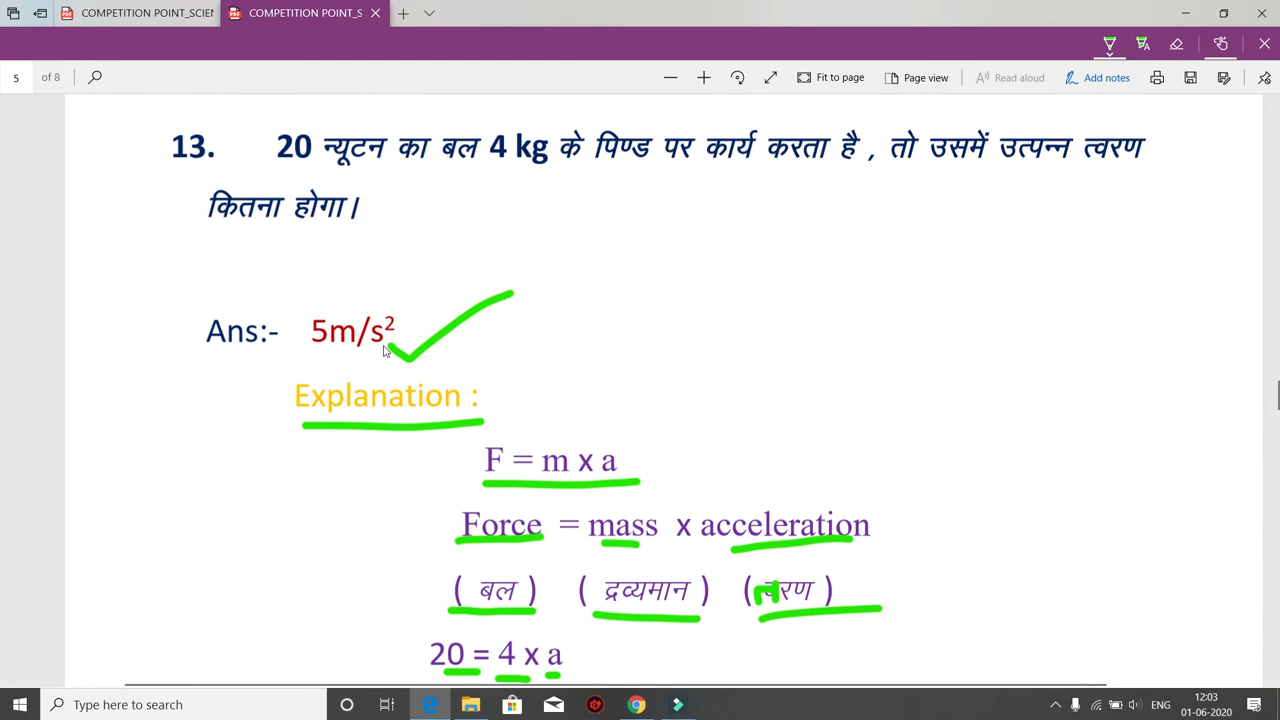 COMPETITION POINT_SCIEN
COMPETITION POINT_SCIENC
5 of 8
Fit to page
Page view
Read aloud
Add notes
13. 20 न्यूटन का बल 4 kg के पिण्ड पर कार्य करता है , तो उसमें उत्पन्न त्वरण
कितना होगा।
Ans:- 5m/s²
Explanation :
F = m x a
Force = mass x acceleration
( बल ) ( द्रव्यमान ) ( त्वरण )
20 = 4 x a
Type here to search
ENG
12:03
01-06-2020